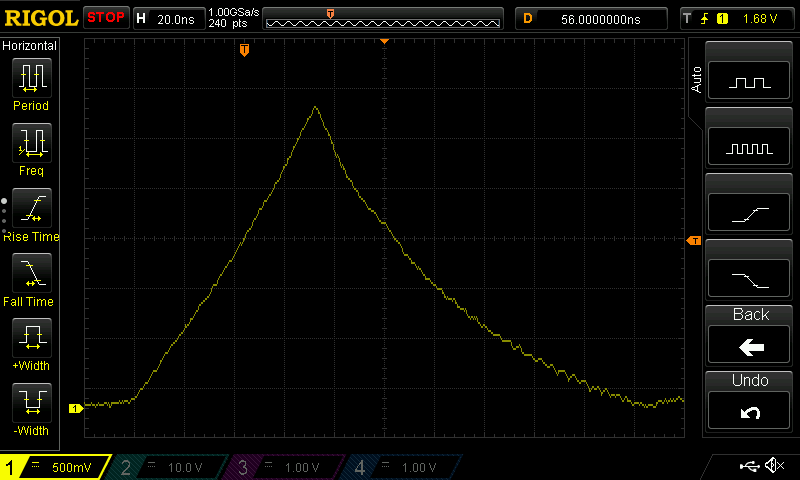 RIGOL STOP H 20.0ns 1.00GSa/s 240 pts T D 56.0000000ns T 1 1.68 V
Horizontal
T
Auto
Period
Freq
Rise Time
T
Fall Time
Back
+Width
Undo
1
-Width
1 500mV 2 10.0 V 3 1.00 V 4 1.00 V